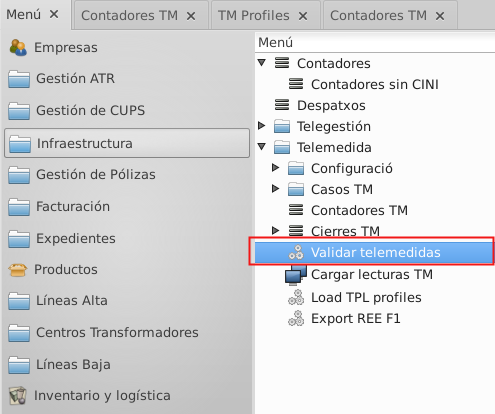 Menú
Contadores TM
TM Profiles
Contadores TM
Empresas
Gestión ATR
Gestión de CUPS
Infraestructura
Gestión de Pólizas
Facturación
Expedientes
Productos
Líneas Alta
Centros Transformadores
Líneas Baja
Inventario y logística
Menú
Contadores
Contadores sin CINI
Despatxos
Telegestión
Telemedida
Configuració
Casos TM
Contadores TM
Cierres TM
Validar telemedidas
Cargar lecturas TM
Load TPL profiles
Export REE F1